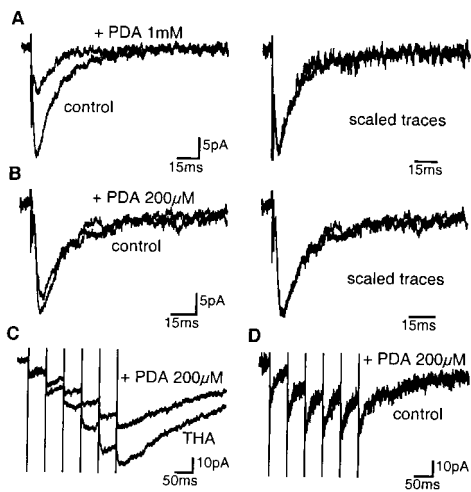 A
+ PDA 1mM
control
5pA
15ms
scaled traces
15ms
B
+ PDA 200µM
control
5pA
15ms
scaled traces
15ms
C
+ PDA 200µM
THA
10pA
50ms
D
+ PDA 200µM
control
10pA
50ms